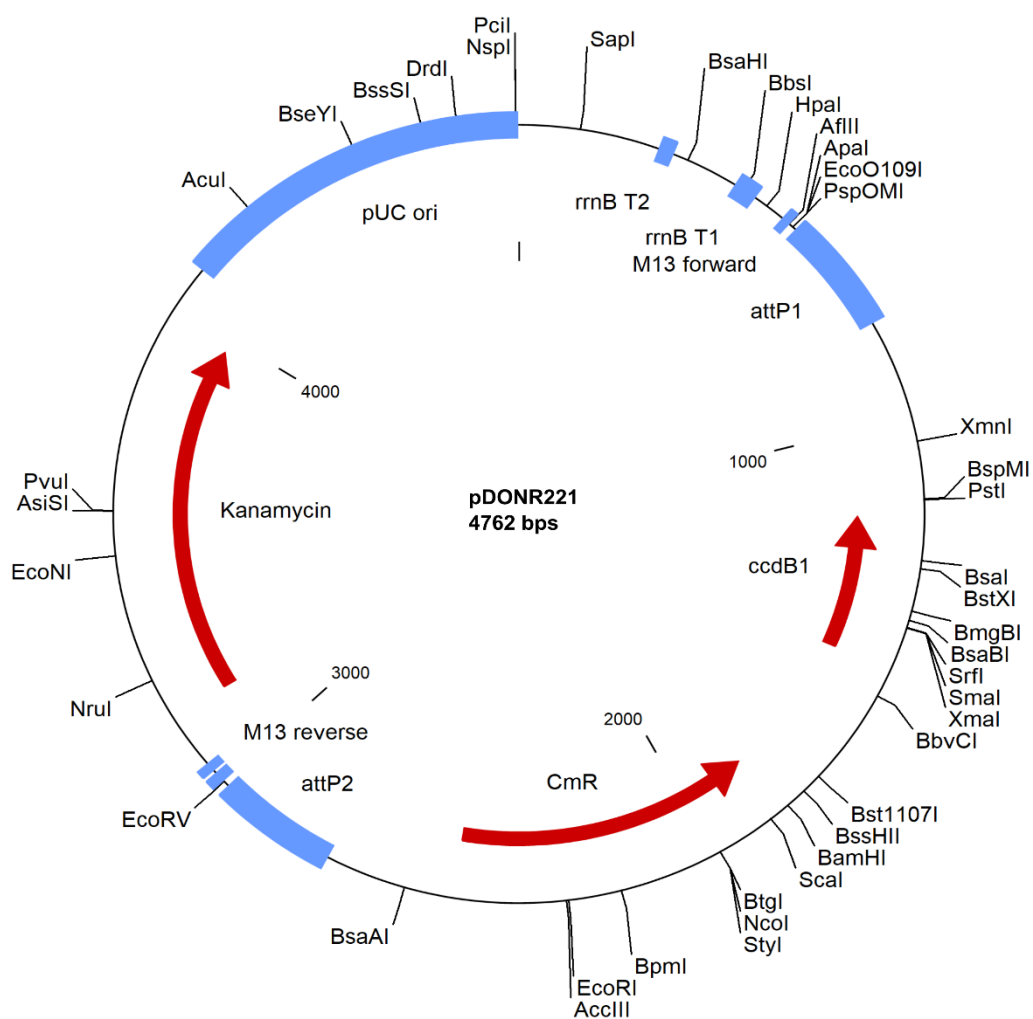 PciI
NspI
SapI
DrdI
BsaHI
BssSI
BbsI
BseYI
HpaI
AflII
ApaI
EcoO109I
PspOMI
AcuI
rrnB T2
pUC ori
rrnB T1
M13 forward
attP1
4000
XmnI
1000
BspMI
PstI
PvuI
AsiSI
pDONR221
4762 bps
Kanamycin
ccdB1
EcoNI
BsaI
BstXI
BmgBI
BsaBI
SrfI
SmaI
XmaI
3000
NruI
2000
M13 reverse
BbvCI
attP2
CmR
EcoRV
Bst1107I
BssHII
BamHI
ScaI
BtgI
NcoI
StyI
BsaAI
BpmI
EcoRI
AccIII